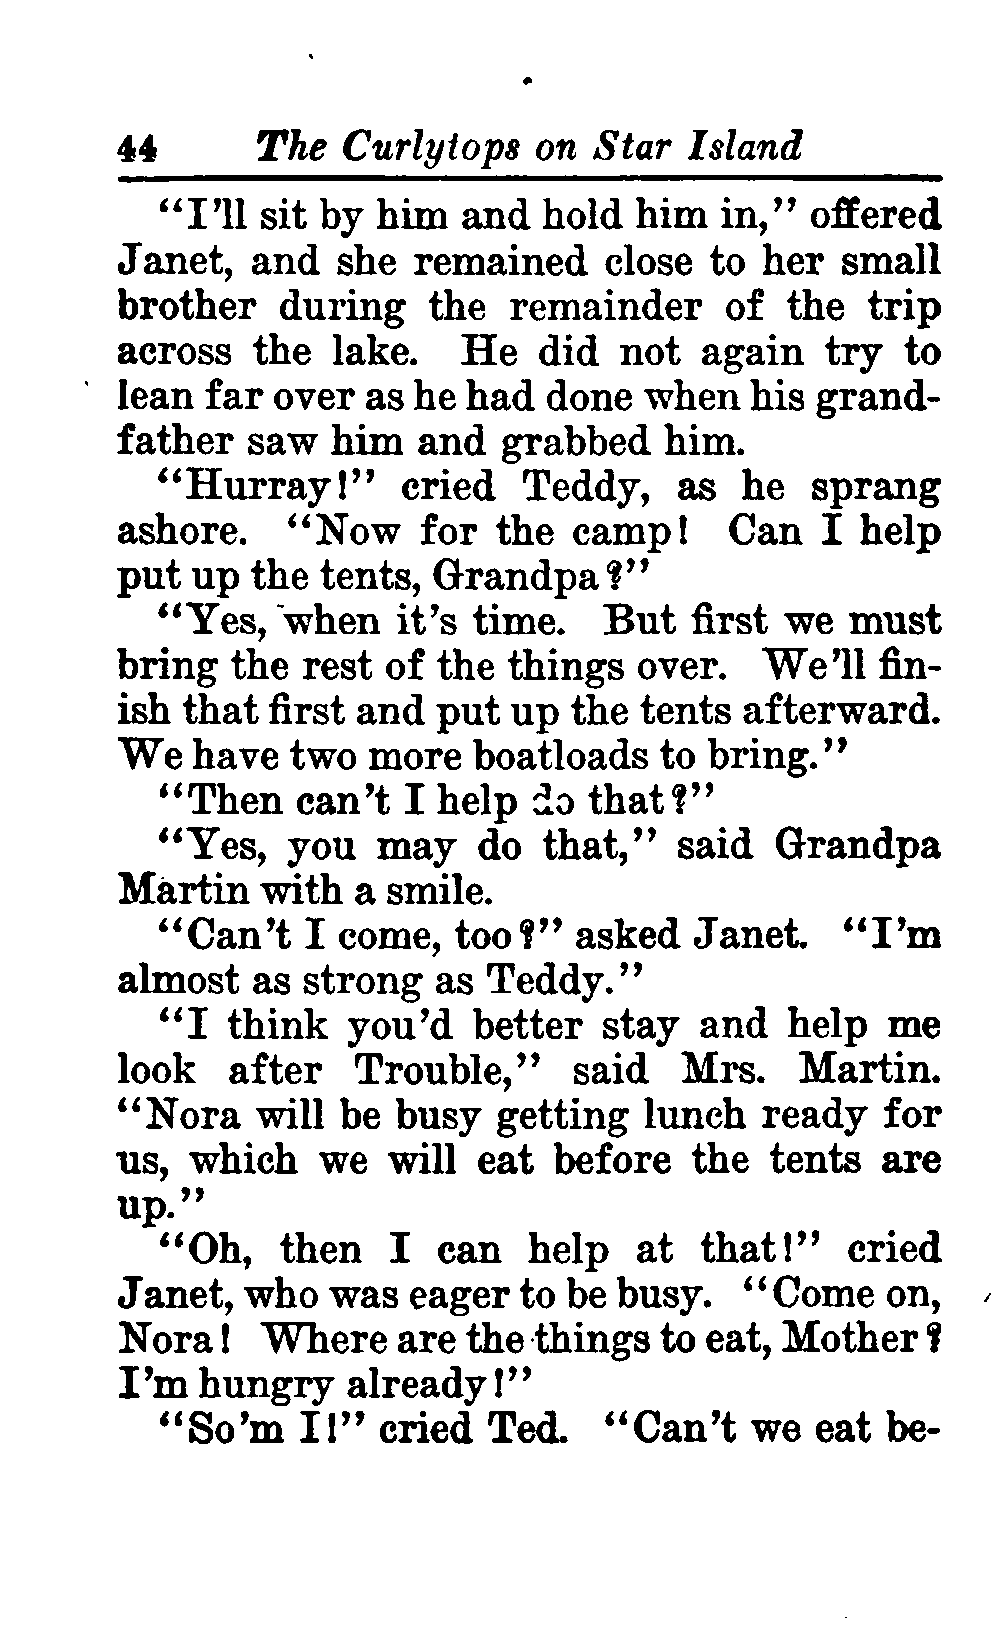 44 The Curlytops on Star Island
"I'll sit by him and hold him in," offered
Janet, and she remained close to her small
brother during the remainder of the trip
across the lake. He did not again try to
lean far over as he had done when his grand-
father saw him and grabbed him.
"Hurray!" cried Teddy, as he sprang
ashore. "Now for the camp! Can I help
put up the tents, Grandpa?"
"Yes, when it's time. But first we must
bring the rest of the things over. We'll fin-
ish that first and put up the tents afterward.
We have two more boatloads to bring."
"Then can't I help do that?"
"Yes, you may do that," said Grandpa
Martin with a smile.
"Can't I come, too?" asked Janet. "I'm
almost as strong as Teddy."
"I think you'd better stay and help me
look after Trouble," said Mrs. Martin.
"Nora will be busy getting lunch ready for
us, which we will eat before the tents are
up."
"Oh, then I can help at that!" cried
Janet, who was eager to be busy. "Come on,
Nora! Where are the things to eat, Mother?
I'm hungry already!"
"So'm I!" cried Ted. "Can't we eat be-